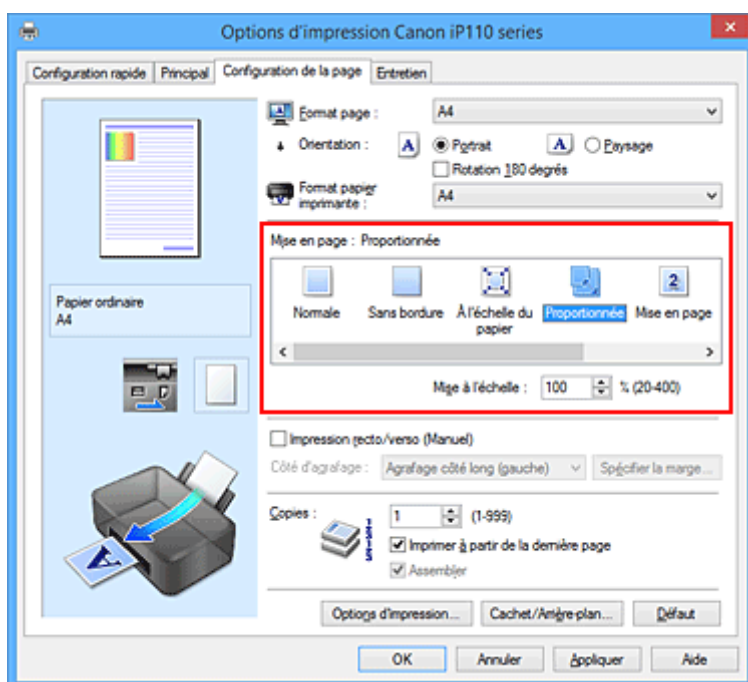 Options d'impression Canon iP110 series
Configuration rapide Principal Configuration de la page Entretien
Format page : A4
Orientation : A Portrait A Paysage
Rotation 180 degrés
Format papier
imprimante : A4
Mise en page : Proportionnée
2
Normale Sans bordure À l'échelle du
papier Proportionnée Mise en page
Papier ordinaire
A4
Mise à l'échelle : 100 % (20-400)
Impression recto/verso (Manuel)
Côté d'agrafage : Agrafage côté long (gauche) Spécifier la marge...
Copies : 1 (1-999)
Imprimer à partir de la dernière page
Assembler
Options d'impression... Cachet/Arrière-plan... Défaut
OK Annuler Appliquer Aide